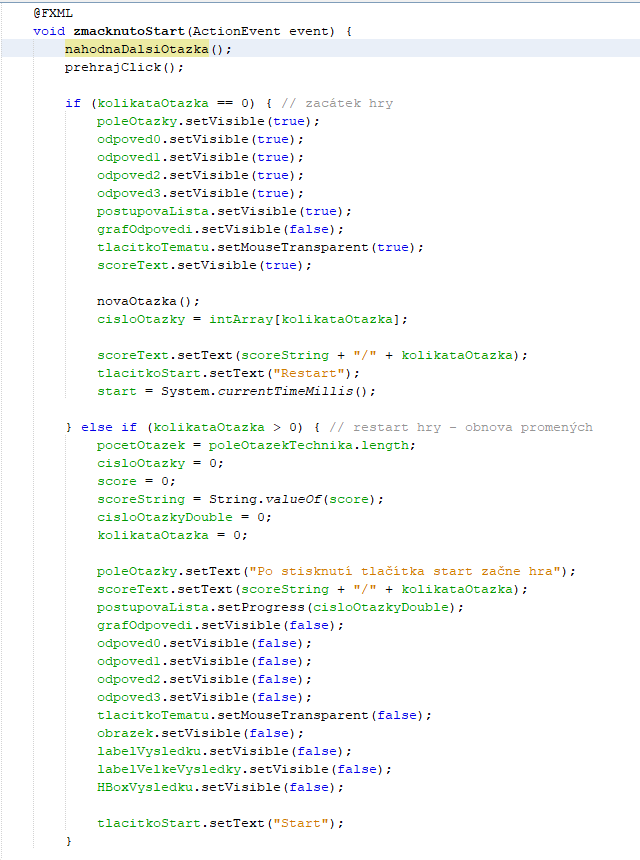 @FXML
void zmacknutoStart(ActionEvent event) {
nahodnaDalsiOtazka();
prehrajClick();
if (kolikataOtazka == 0) { // zacátek hry
poleOtazky.setVisible(true);
odpoved0.setVisible(true);
odpoved1.setVisible(true);
odpoved2.setVisible(true);
odpoved3.setVisible(true);
postupovaLista.setVisible(true);
grafOdpovedi.setVisible(false);
tlacitkoTematu.setMouseTransparent(true);
scoreText.setVisible(true);
novaOtazka();
cisloOtazky = intArray[kolikataOtazka];
scoreText.setText(scoreString + "/" + kolikataOtazka);
tlacitkoStart.setText("Restart");
start = System.currentTimeMillis();
} else if (kolikataOtazka > 0) { // restart hry - obnova promených
pocetOtazek = poleOtazekTechnika.length;
cisloOtazky = 0;
score = 0;
scoreString = String.valueOf(score);
cisloOtazkyDouble = 0;
kolikataOtazka = 0;
poleOtazky.setText("Po stisknutí tlačítka start začne hra");
scoreText.setText(scoreString + "/" + kolikataOtazka);
postupovaLista.setProgress(cisloOtazkyDouble);
grafOdpovedi.setVisible(false);
odpoved0.setVisible(false);
odpoved1.setVisible(false);
odpoved2.setVisible(false);
odpoved3.setVisible(false);
tlacitkoTematu.setMouseTransparent(false);
obrazek.setVisible(false);
labelVysledku.setVisible(false);
labelVelkeVysledky.setVisible(false);
HBoxVysledku.setVisible(false);
tlacitkoStart.setText("Start");
}